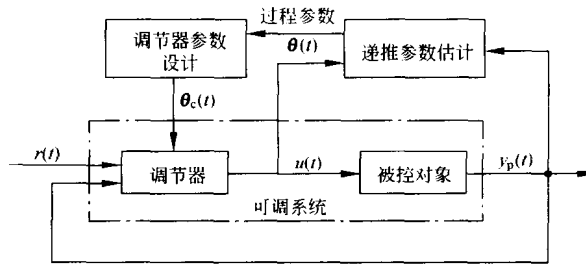 过程参数
调节器参数
设计
θ(t)
递推参数估计
θc(t)
r(t)
调节器
u(t)
被控对象
yp(t)
可调系统